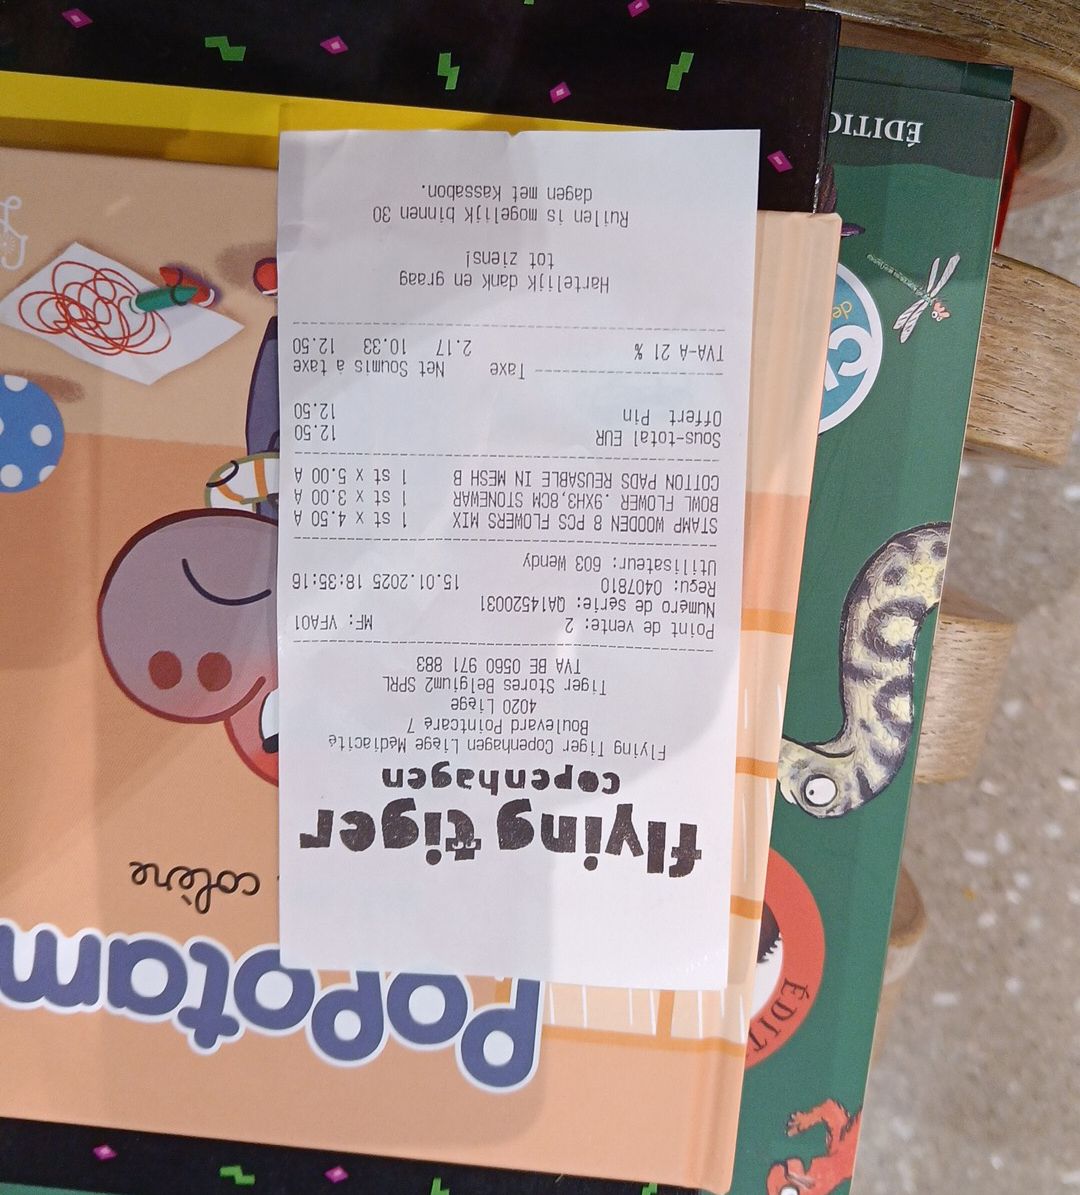 flying tiger
copenhagen
Flying Tiger Copenhagen Liege Mediacite
Boulevard Pointcare 7
4020 Liege
Tiger Stores Belgium2 SPRL
TVA BE 0560 971 883
Point de vente: 2 MF: VFA01
Numero de serie: QA14520031
Reçu: 0407810 15.01.2025 18:35:16
Utilisateur: 603 Wendy
STAMP WOODEN 8 PCS FLOWERS MIX 1 st x 4.50 A
BOWL FLOWER .9XH3,8CM STONEWAR 1 st x 3.00 A
COTTON PADS REUSABLE IN MESH B 1 st x 5.00 A
Sous-total EUR 12.50
Offert Pin 12.50
Taxe Net Soumis à taxe
TVA-A 21 % 2.17 10.33 12.50
Hartelijk dank en graag
tot ziens!
Ruilen is mogelijk binnen 30
dagen met Kassabon.
PoPotam
colère
ÉDIT
ÉDITIO
de